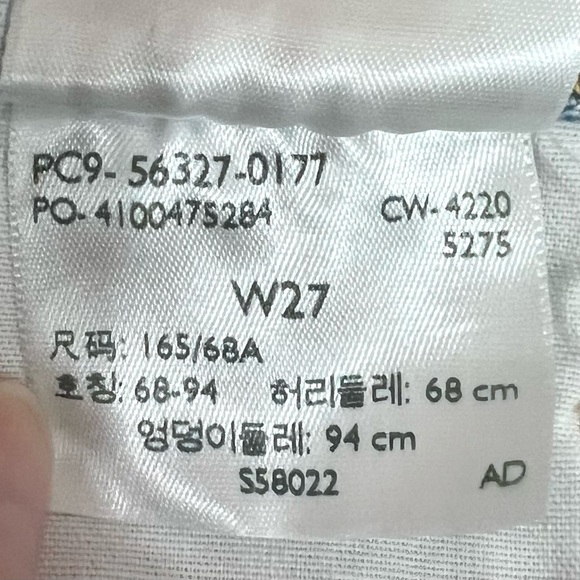 PC9-56327-0177
PO-4100475284 CW-4220
5275
W27
尺码: 165/68A
호칭: 68-94 허리둘레: 68 cm
엉덩이둘레: 94 cm
S58022 AD